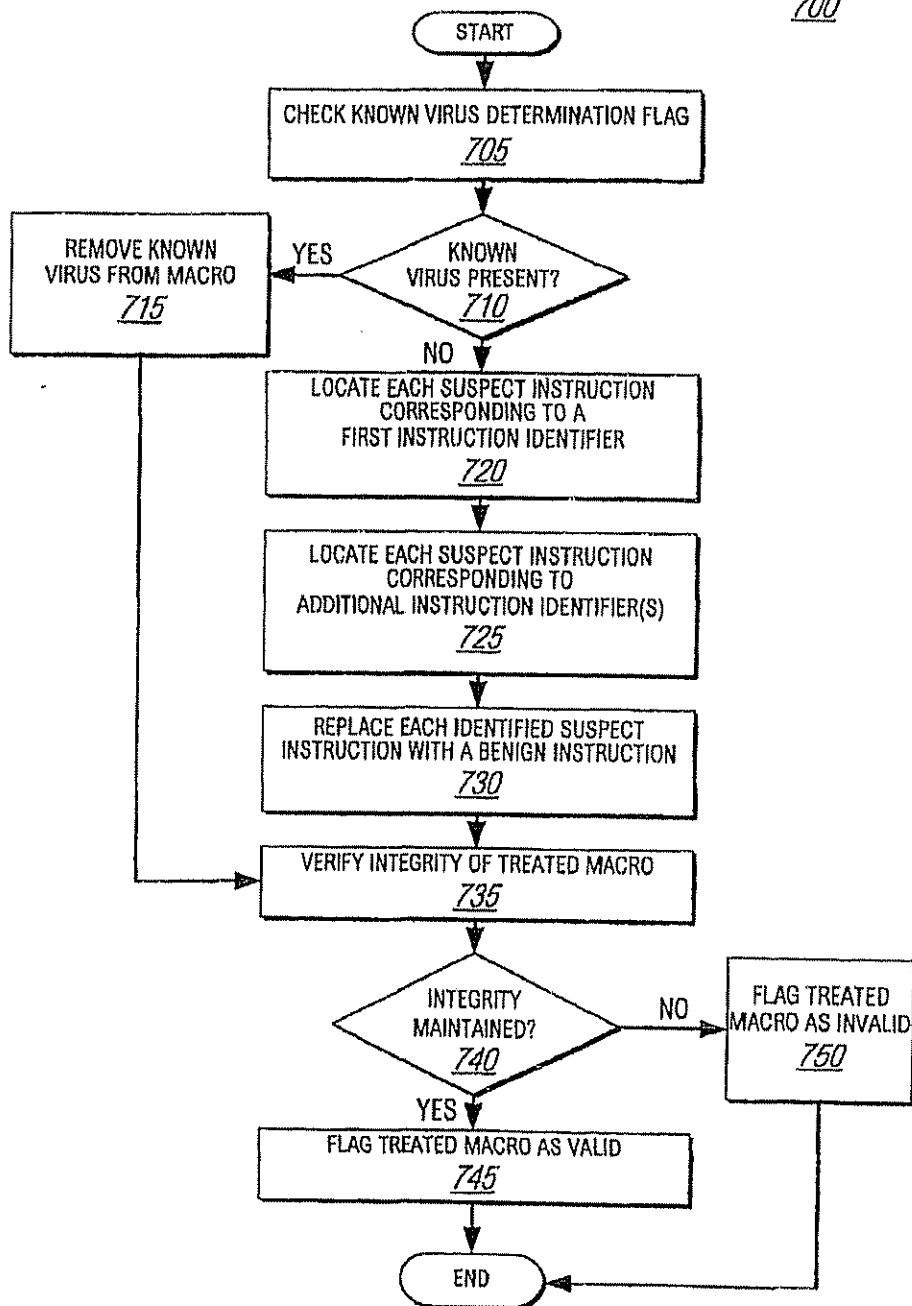 700
START
CHECK KNOWN VIRUS DETERMINATION FLAG
705
REMOVE KNOWN
VIRUS FROM MACRO
715
YES
KNOWN
VIRUS PRESENT?
710
NO
LOCATE EACH SUSPECT INSTRUCTION
CORRESPONDING TO A
FIRST INSTRUCTION IDENTIFIER
720
LOCATE EACH SUSPECT INSTRUCTION
CORRESPONDING TO
ADDITIONAL INSTRUCTION IDENTIFIER(S)
725
REPLACE EACH IDENTIFIED SUSPECT
INSTRUCTION WITH A BENIGN INSTRUCTION
730
VERIFY INTEGRITY OF TREATED MACRO
735
INTEGRITY
MAINTAINED?
740
NO
FLAG TREATED
MACRO AS INVALID
750
YES
FLAG TREATED MACRO AS VALID
745
END